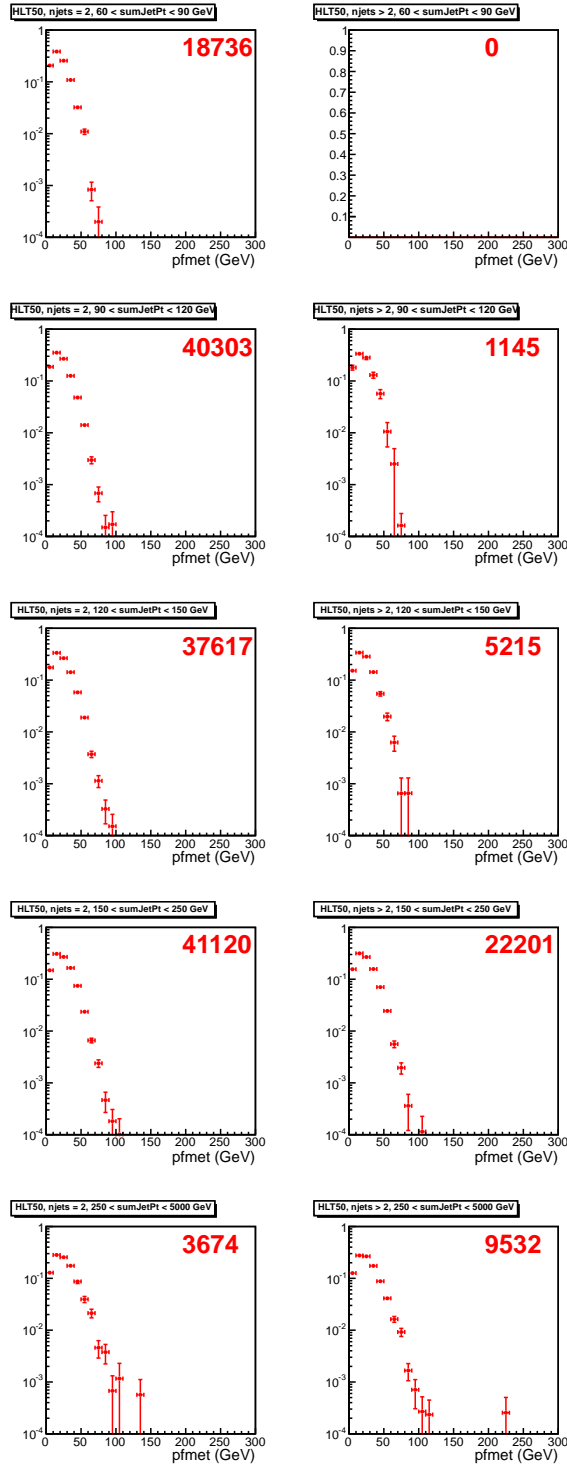 HLT50, njets = 2, 60 < sumJetPt < 90 GeV
18736
1
10⁻¹
10⁻²
10⁻³
10⁻⁴
0 50 100 150 200 250 300
pfmet (GeV)
HLT50, njets > 2, 60 < sumJetPt < 90 GeV
0
1
0.9
0.8
0.7
0.6
0.5
0.4
0.3
0.2
0.1
0 50 100 150 200 250 300
pfmet (GeV)
HLT50, njets = 2, 90 < sumJetPt < 120 GeV
40303
1
10⁻¹
10⁻²
10⁻³
10⁻⁴
0 50 100 150 200 250 300
pfmet (GeV)
HLT50, njets > 2, 90 < sumJetPt < 120 GeV
1145
1
10⁻¹
10⁻²
10⁻³
10⁻⁴
0 50 100 150 200 250 300
pfmet (GeV)
HLT50, njets = 2, 120 < sumJetPt < 150 GeV
37617
1
10⁻¹
10⁻²
10⁻³
10⁻⁴
0 50 100 150 200 250 300
pfmet (GeV)
HLT50, njets > 2, 120 < sumJetPt < 150 GeV
5215
1
10⁻¹
10⁻²
10⁻³
10⁻⁴
0 50 100 150 200 250 300
pfmet (GeV)
HLT50, njets = 2, 150 < sumJetPt < 250 GeV
41120
1
10⁻¹
10⁻²
10⁻³
10⁻⁴
0 50 100 150 200 250 300
pfmet (GeV)
HLT50, njets > 2, 150 < sumJetPt < 250 GeV
22201
1
10⁻¹
10⁻²
10⁻³
10⁻⁴
0 50 100 150 200 250 300
pfmet (GeV)
HLT50, njets = 2, 250 < sumJetPt < 5000 GeV
3674
1
10⁻¹
10⁻²
10⁻³
10⁻⁴
0 50 100 150 200 250 300
pfmet (GeV)
HLT50, njets > 2, 250 < sumJetPt < 5000 GeV
9532
1
10⁻¹
10⁻²
10⁻³
10⁻⁴
0 50 100 150 200 250 300
pfmet (GeV)